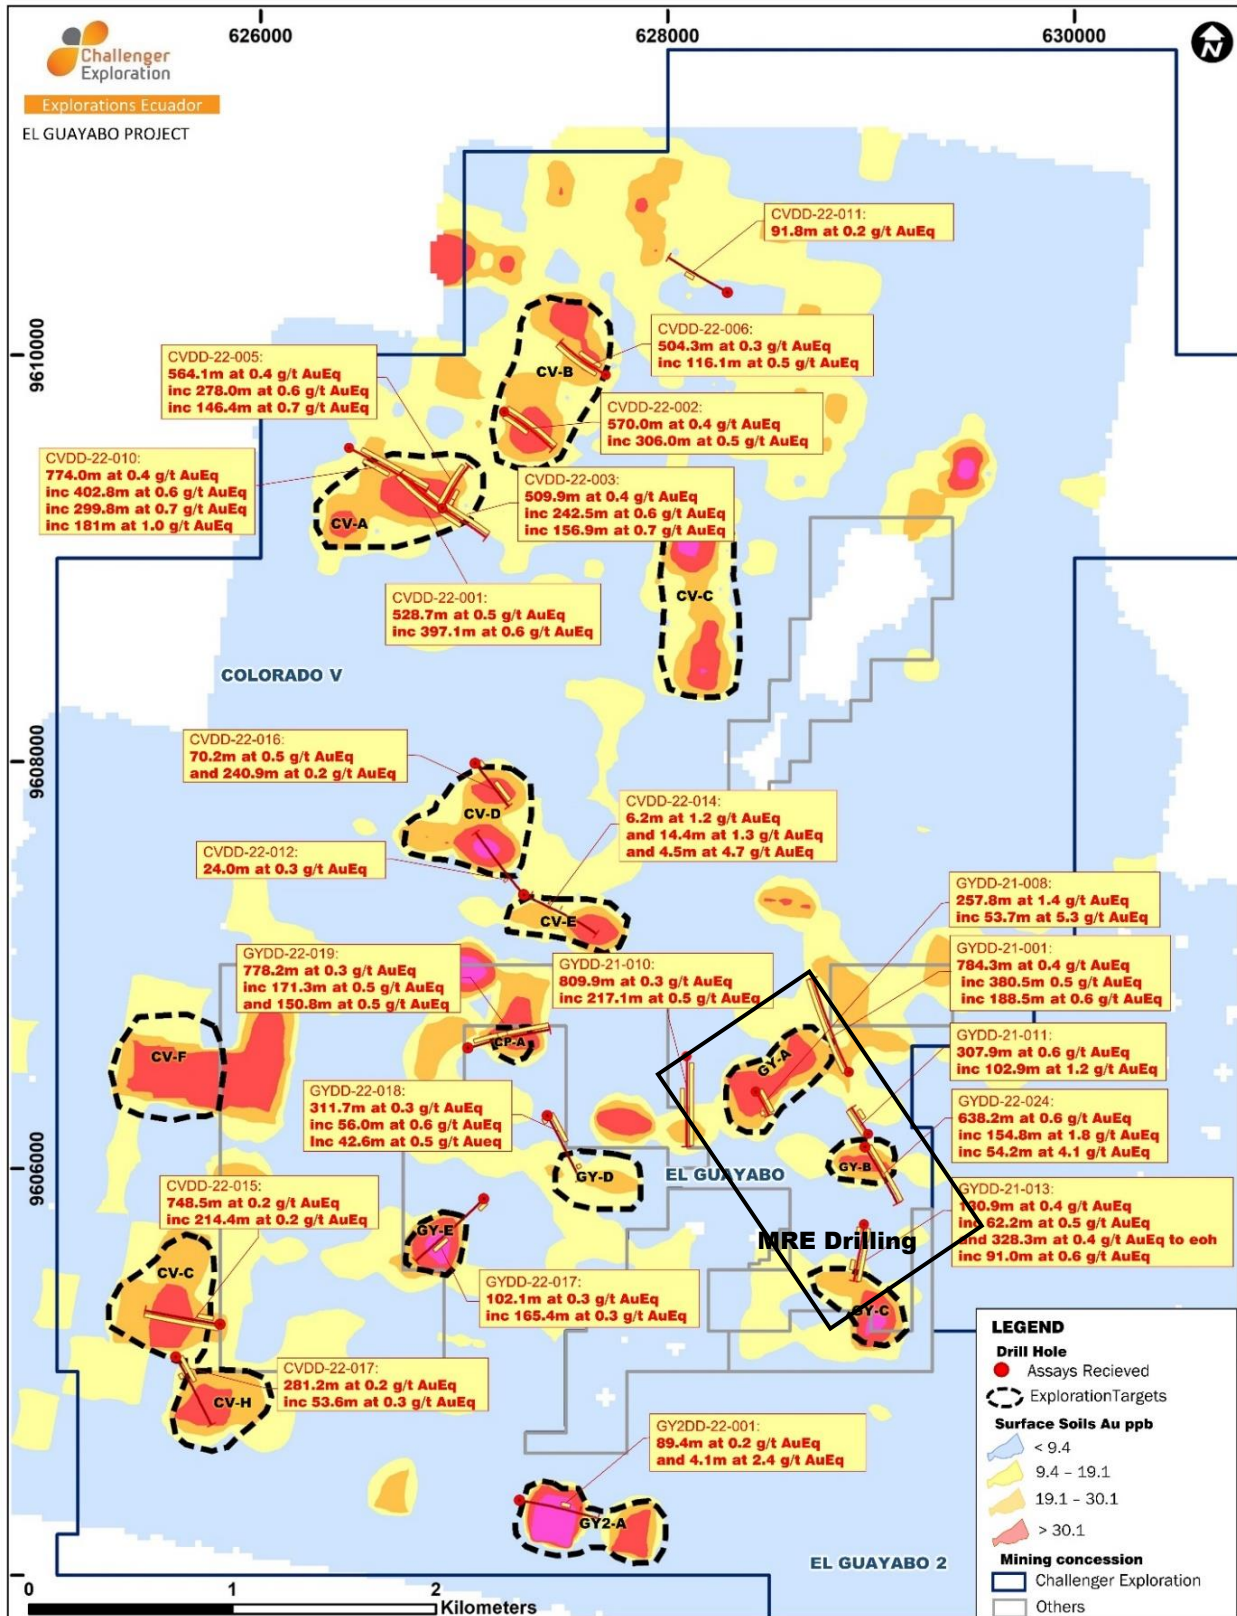 626000
628000
630000
N
Challenger
Exploration
Explorations Ecuador
EL GUAYABO PROJECT
CVDD-22-011:
91.8m at 0.2 g/t AuEq
9610000
CVDD-22-006:
504.3m at 0.3 g/t AuEq
inc 116.1m at 0.5 g/t AuEq
CVDD-22-005:
564.1m at 0.4 g/t AuEq
inc 278.0m at 0.6 g/t AuEq
inc 146.4m at 0.7 g/t AuEq
CV-B
CVDD-22-002:
570.0m at 0.4 g/t AuEq
inc 306.0m at 0.5 g/t AuEq
CVDD-22-010:
774.0m at 0.4 g/t AuEq
inc 402.8m at 0.6 g/t AuEq
inc 299.8m at 0.7 g/t AuEq
inc 181m at 1.0 g/t AuEq
CVDD-22-003:
509.9m at 0.4 g/t AuEq
inc 242.5m at 0.6 g/t AuEq
inc 156.9m at 0.7 g/t AuEq
CV-A
CVDD-22-001:
528.7m at 0.5 g/t AuEq
inc 397.1m at 0.6 g/t AuEq
CV-C
COLORADO V
9608000
CVDD-22-016:
70.2m at 0.5 g/t AuEq
and 240.9m at 0.2 g/t AuEq
CV-D
CVDD-22-014:
6.2m at 1.2 g/t AuEq
and 14.4m at 1.3 g/t AuEq
and 4.5m at 4.7 g/t AuEq
CVDD-22-012:
24.0m at 0.3 g/t AuEq
CV-E
GYDD-21-008:
257.8m at 1.4 g/t AuEq
inc 53.7m at 5.3 g/t AuEq
GYDD-22-019:
778.2m at 0.3 g/t AuEq
inc 171.3m at 0.5 g/t AuEq
and 150.8m at 0.5 g/t AuEq
GYDD-21-010:
809.9m at 0.3 g/t AuEq
inc 217.1m at 0.5 g/t AuEq
GYDD-21-001:
784.3m at 0.4 g/t AuEq
inc 380.5m at 0.5 g/t AuEq
inc 188.5m at 0.6 g/t AuEq
CV-F
CP-A
GY-A
GYDD-21-011:
307.9m at 0.6 g/t AuEq
inc 102.9m at 1.2 g/t AuEq
GYDD-22-018:
311.7m at 0.3 g/t AuEq
inc 56.0m at 0.6 g/t AuEq
Inc 42.6m at 0.5 g/t Aueq
GYDD-22-024:
638.2m at 0.6 g/t AuEq
inc 154.8m at 1.8 g/t AuEq
inc 54.2m at 4.1 g/t AuEq
9606000
GY-B
GY-D
EL GUAYABO
CVDD-22-015:
748.5m at 0.2 g/t AuEq
inc 214.4m at 0.2 g/t AuEq
GYDD-21-013:
130.9m at 0.4 g/t AuEq
inc 62.2m at 0.5 g/t AuEq
and 328.3m at 0.4 g/t AuEq to eoh
inc 91.0m at 0.6 g/t AuEq
GY-E
MRE Drilling
CV-C
GYDD-22-017:
102.1m at 0.3 g/t AuEq
inc 165.4m at 0.3 g/t AuEq
GY-C
CVDD-22-017:
281.2m at 0.2 g/t AuEq
inc 53.6m at 0.3 g/t AuEq
CV-H
GY2DD-22-001:
89.4m at 0.2 g/t AuEq
and 4.1m at 2.4 g/t AuEq
GY2-A
EL GUAYABO 2
LEGEND
Drill Hole
Assays Recieved
ExplorationTargets
Surface Soils Au ppb
< 9.4
9.4 – 19.1
19.1 – 30.1
> 30.1
Mining concession
Challenger Exploration
Others
0
1
2
Kilometers